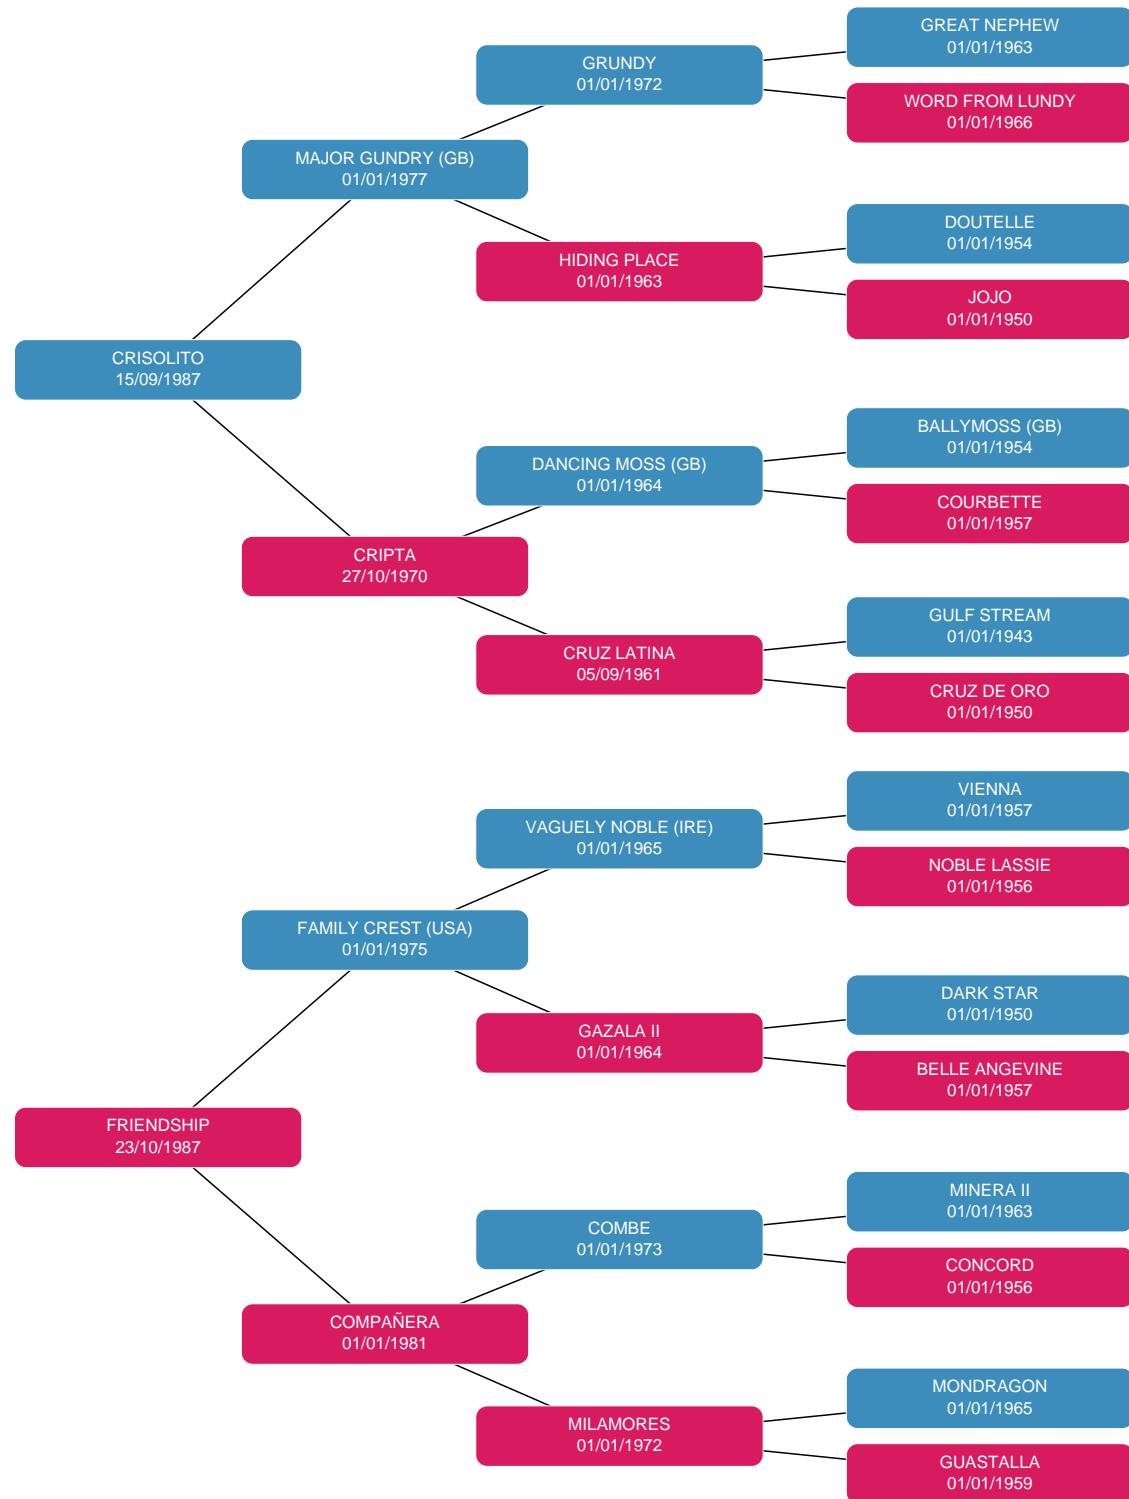 GREAT NEPHEW
01/01/1963
GRUNDY
01/01/1972
WORD FROM LUNDY
01/01/1966
MAJOR GUNDRY (GB)
01/01/1977
DOUTELLE
01/01/1954
HIDING PLACE
01/01/1963
JOJO
01/01/1950
CRISOLITO
15/09/1987
BALLYMOSS (GB)
01/01/1954
DANCING MOSS (GB)
01/01/1964
COURBETTE
01/01/1957
CRIPTA
27/10/1970
GULF STREAM
01/01/1943
CRUZ LATINA
05/09/1961
CRUZ DE ORO
01/01/1950
VIENNA
01/01/1957
VAGUELY NOBLE (IRE)
01/01/1965
NOBLE LASSIE
01/01/1956
FAMILY CREST (USA)
01/01/1975
DARK STAR
01/01/1950
GAZALA II
01/01/1964
BELLE ANGEVINE
01/01/1957
FRIENDSHIP
23/10/1987
MINERA II
01/01/1963
COMBE
01/01/1973
CONCORD
01/01/1956
COMPAÑERA
01/01/1981
MONDRAGON
01/01/1965
MILAMORES
01/01/1972
GUASTALLA
01/01/1959